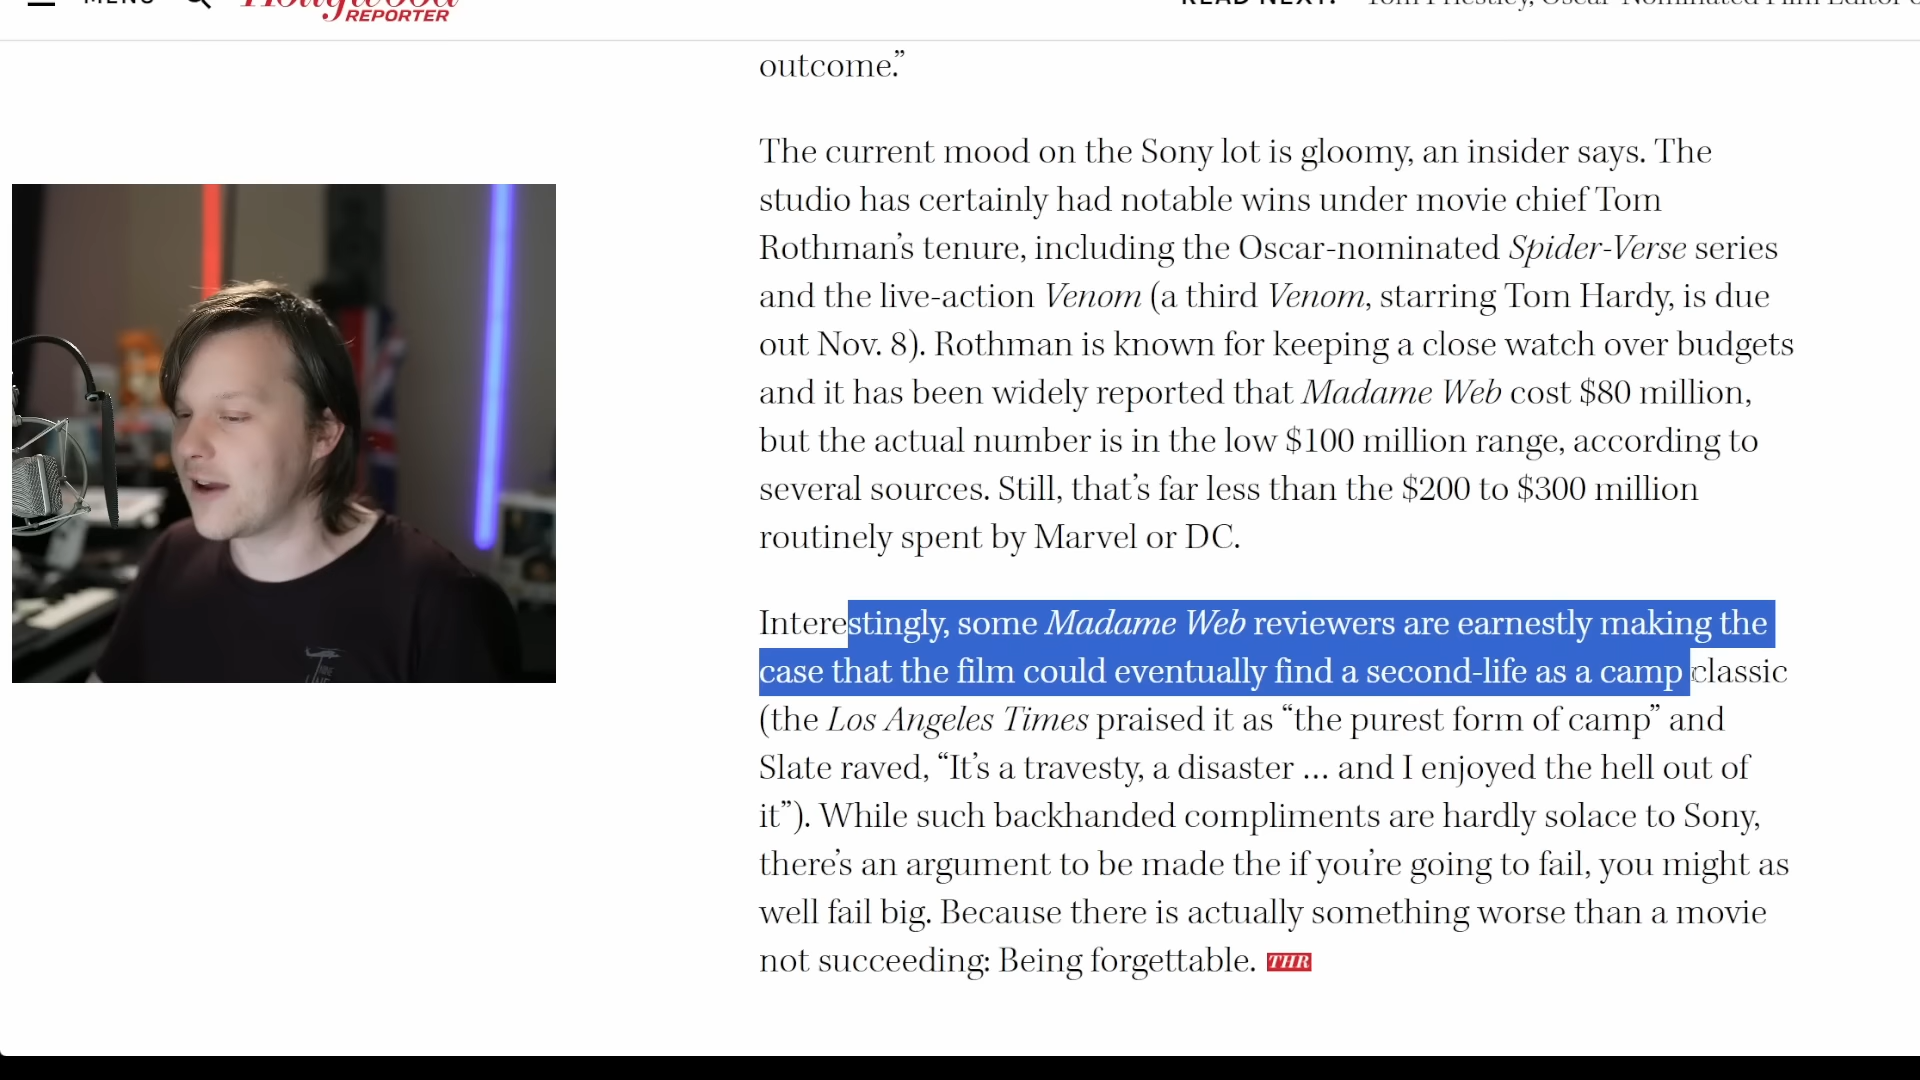 MENU
Hollywood
REPORTER
READ NEXT: Tom Priestley, Oscar-Nominated Film Editor
outcome.”
The current mood on the Sony lot is gloomy, an insider says. The
studio has certainly had notable wins under movie chief Tom
Rothman’s tenure, including the Oscar-nominated Spider-Verse series
and the live-action Venom (a third Venom, starring Tom Hardy, is due
out Nov. 8). Rothman is known for keeping a close watch over budgets
and it has been widely reported that Madame Web cost $80 million,
but the actual number is in the low $100 million range, according to
several sources. Still, that’s far less than the $200 to $300 million
routinely spent by Marvel or DC.
Interestingly, some Madame Web reviewers are earnestly making the
case that the film could eventually find a second-life as a camp classic
(the Los Angeles Times praised it as “the purest form of camp” and
Slate raved, “It’s a travesty, a disaster … and I enjoyed the hell out of
it”). While such backhanded compliments are hardly solace to Sony,
there’s an argument to be made the if you’re going to fail, you might as
well fail big. Because there is actually something worse than a movie
not succeeding: Being forgettable. THR